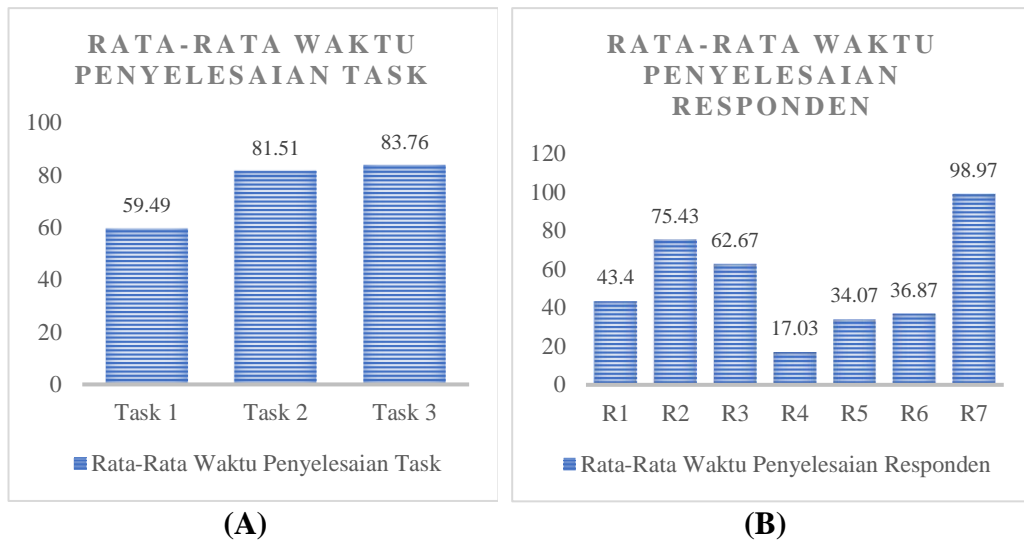 RATA-RATA WAKTU
PENYELESAIAN TASK
100
80
60
40
20
0
59.49
81.51
83.76
Task 1
Task 2
Task 3
Rata-Rata Waktu Penyelesaian Task
(A)
RATA-RATA WAKTU
PENYELESAIAN
RESPONDEN
120
100
80
60
40
20
0
43.4
75.43
62.67
17.03
34.07
36.87
98.97
R1
R2
R3
R4
R5
R6
R7
Rata-Rata Waktu Penyelesaian Responden
(B)